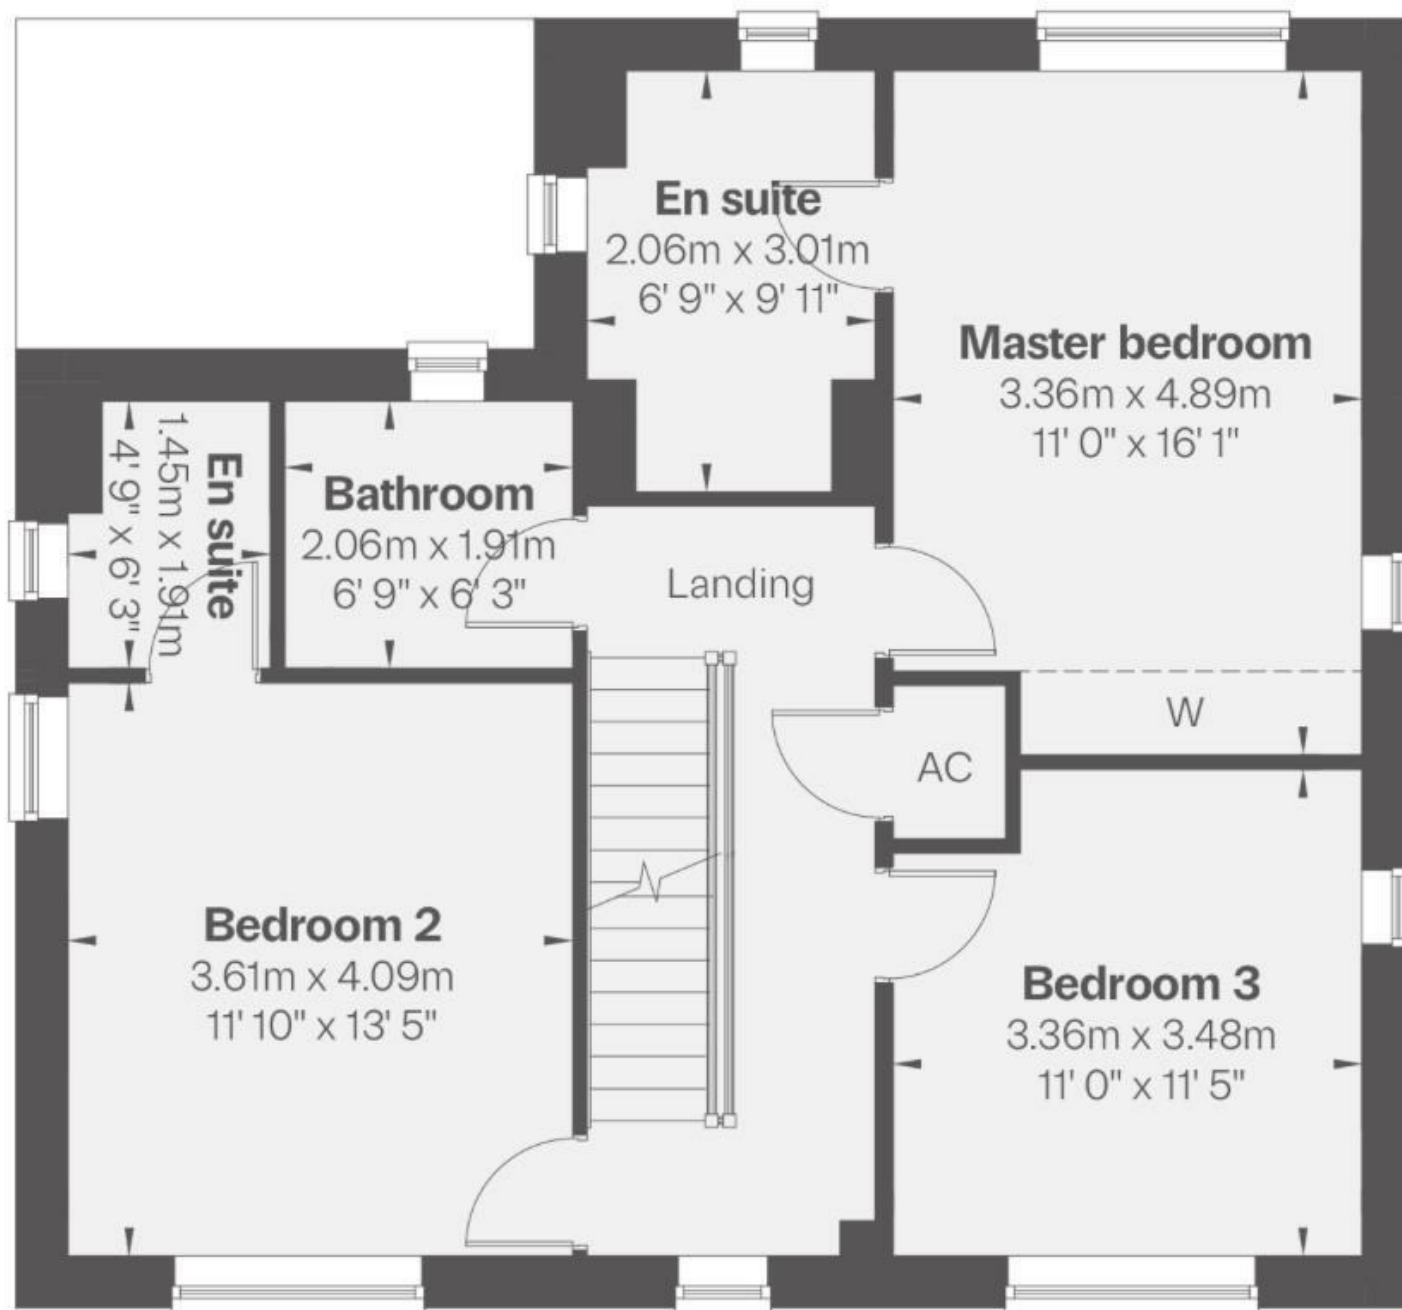 En suite
2.06m x 3.01m
6' 9" x 9' 11"
Master bedroom
3.36m x 4.89m
11' 0" x 16' 1"
En suite
1.45m x 1.91m
4' 9" x 6' 3"
Bathroom
2.06m x 1.91m
6' 9" x 6' 3"
Landing
W
AC
Bedroom 2
3.61m x 4.09m
11' 10" x 13' 5"
Bedroom 3
3.36m x 3.48m
11' 0" x 11' 5"